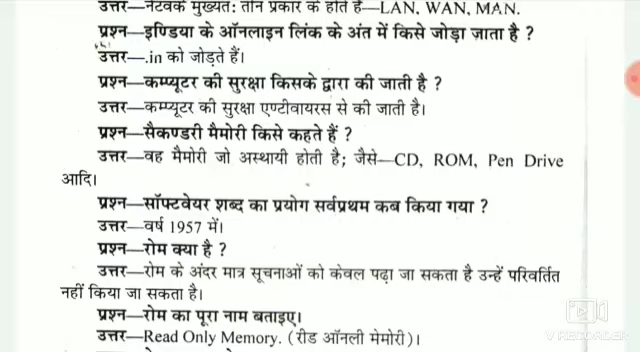 उत्तर—नेटवर्क मुख्यत: तीन प्रकार के होते हैं—LAN, WAN, MAN.
प्रश्न—इण्डिया के ऑनलाइन लिंक के अंत में किसे जोड़ा जाता है ?
उत्तर—.in को जोड़ते हैं।
प्रश्न—कम्प्यूटर की सुरक्षा किसके द्वारा की जाती है ?
उत्तर—कम्प्यूटर की सुरक्षा एण्टीवायरस से की जाती है।
प्रश्न—सैकण्डरी मैमोरी किसे कहते हैं ?
उत्तर—वह मैमोरी जो अस्थायी होती है; जैसे—CD, ROM, Pen Drive
आदि।
प्रश्न—सॉफ्टवेयर शब्द का प्रयोग सर्वप्रथम कब किया गया ?
उत्तर—वर्ष 1957 में।
प्रश्न—रोम क्या है ?
उत्तर—रोम के अंदर मात्र सूचनाओं को केवल पढ़ा जा सकता है उन्हें परिवर्तित
नहीं किया जा सकता है।
प्रश्न—रोम का पूरा नाम बताइए।
उत्तर—Read Only Memory. (रीड ऑनली मेमोरी)।
V RECORDER